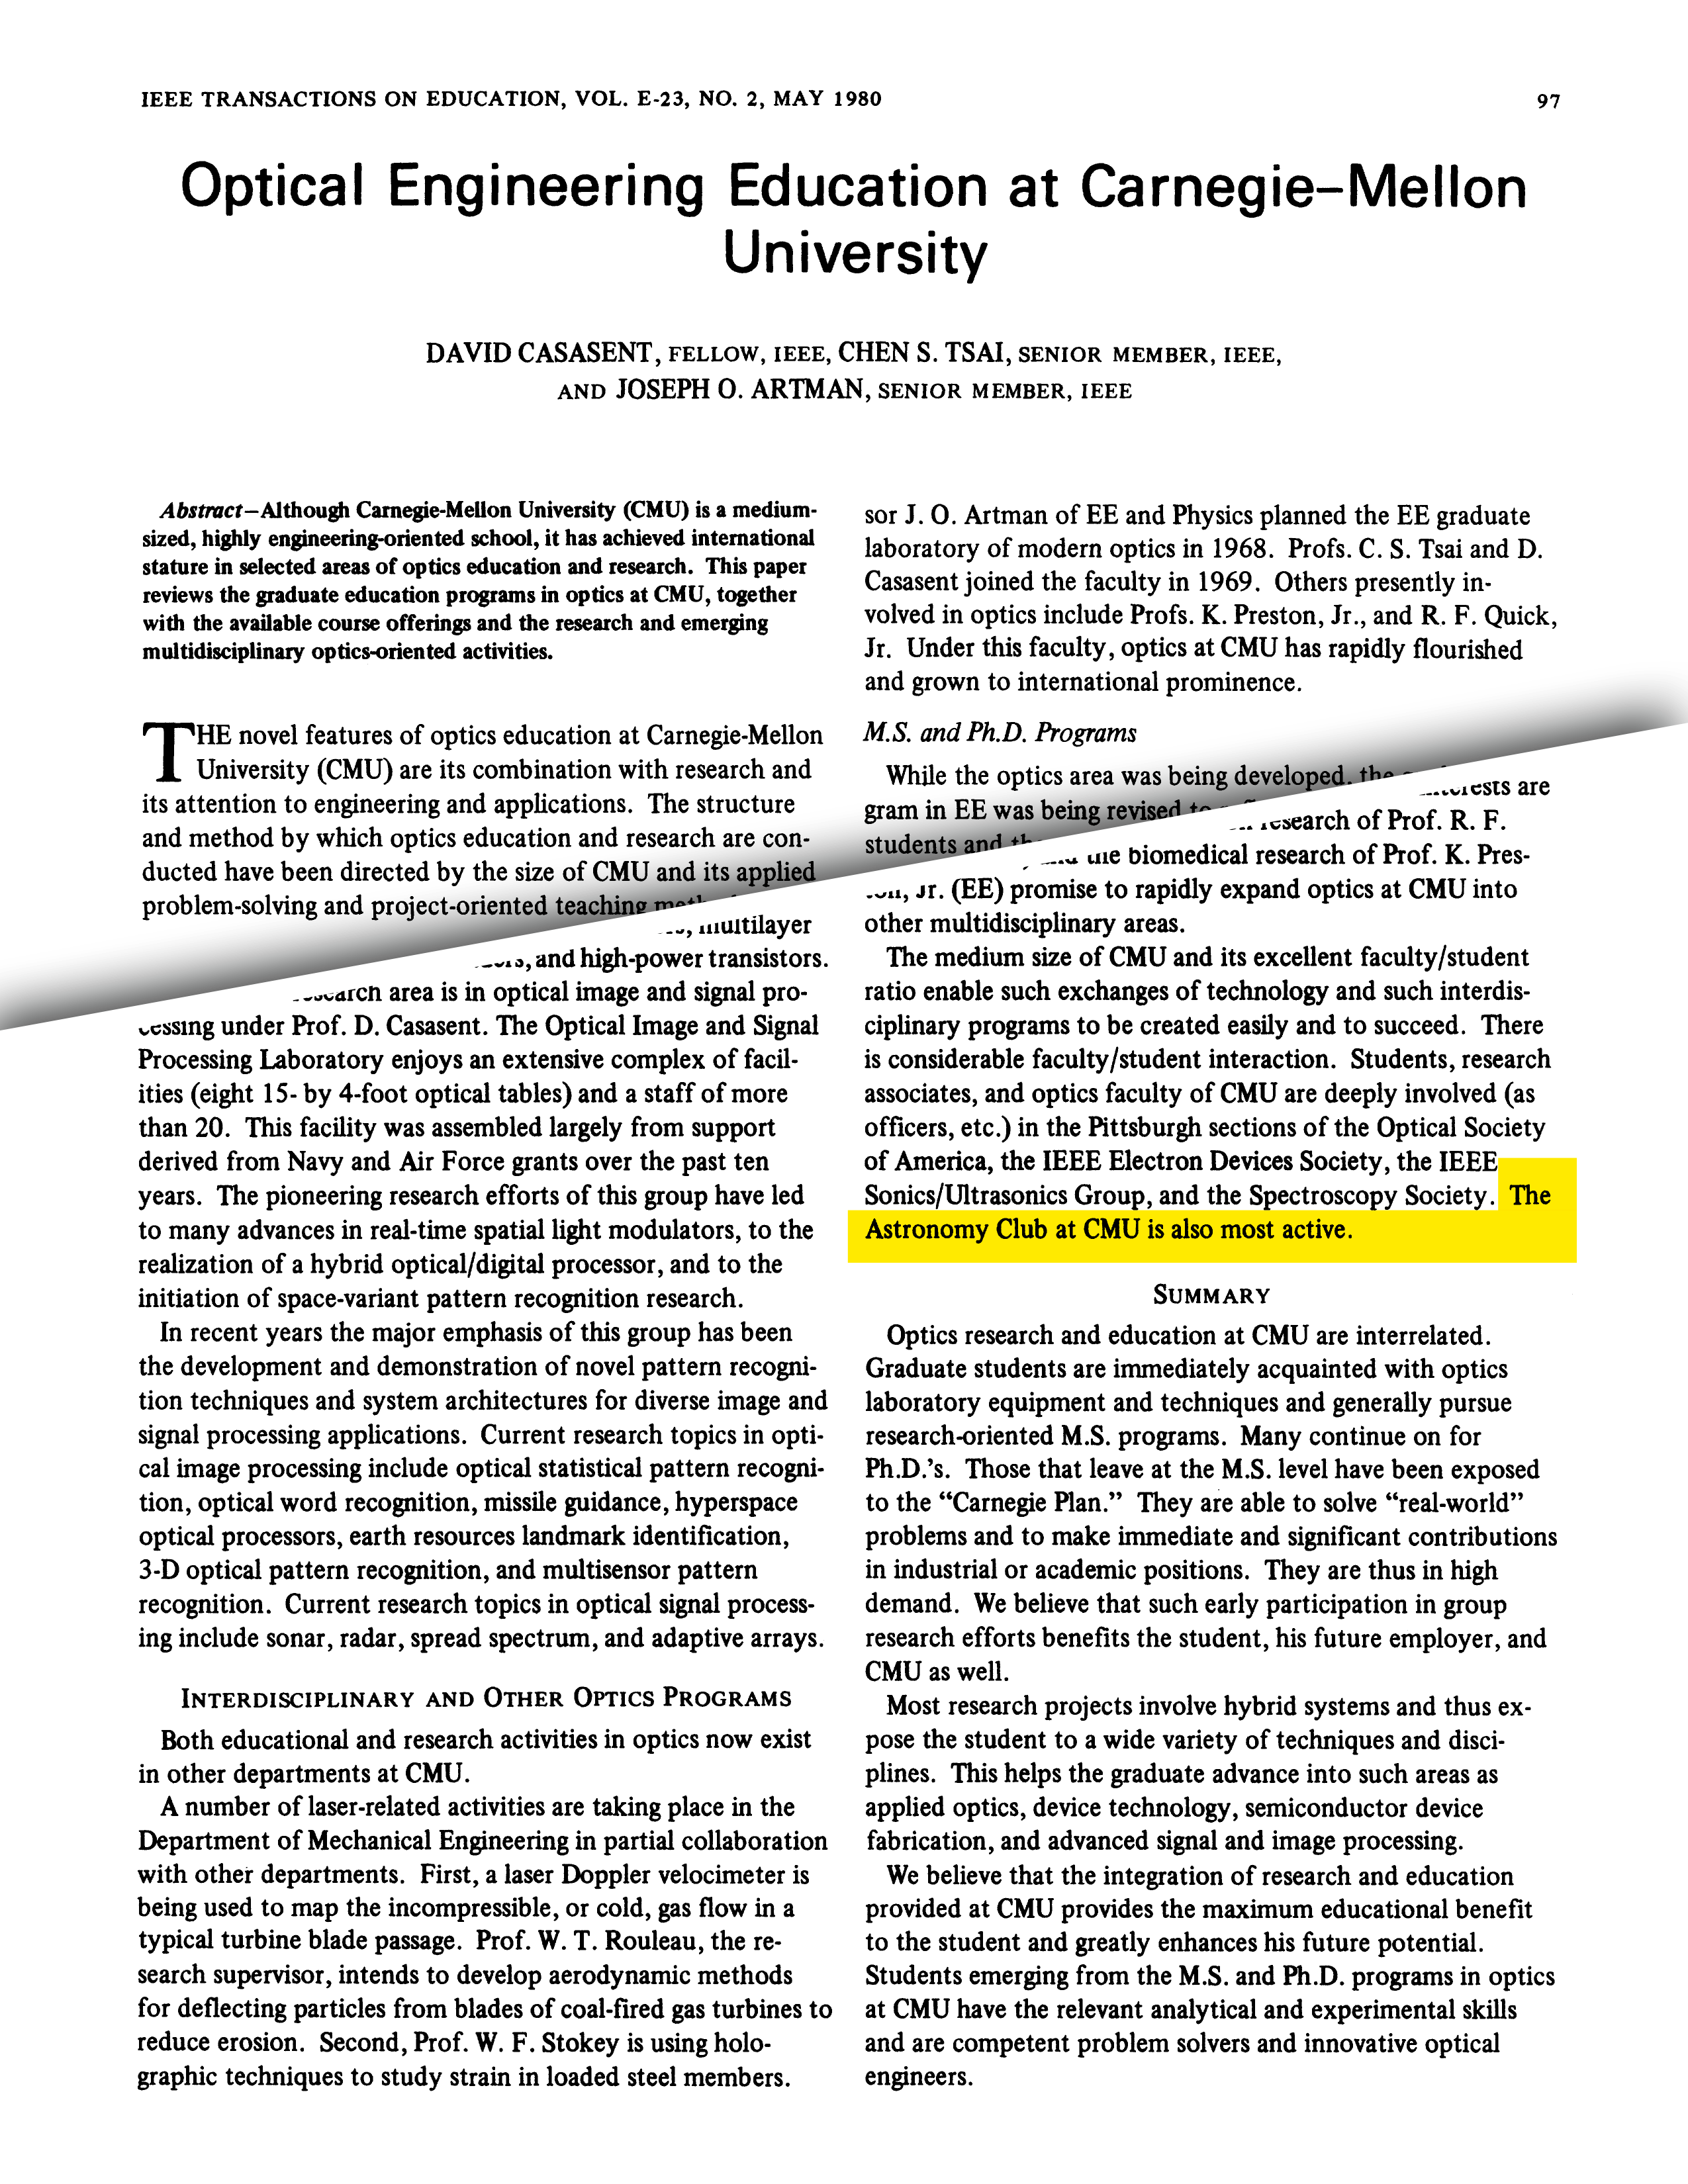 IEEE TRANSACTIONS ON EDUCATION, VOL. E-23, NO. 2, MAY 1980
97
Optical Engineering Education at Carnegie–Mellon
University
DAVID CASASENT, FELLOW, IEEE, CHEN S. TSAI, SENIOR MEMBER, IEEE,
AND JOSEPH O. ARTMAN, SENIOR MEMBER, IEEE
Abstract–Although Carnegie-Mellon University (CMU) is a medium-
sized, highly engineering-oriented school, it has achieved international
stature in selected areas of optics education and research. This paper
reviews the graduate education programs in optics at CMU, together
with the available course offerings and the research and emerging
multidisciplinary optics-oriented activities.
THE novel features of optics education at Carnegie-Mellon
University (CMU) are its combination with research and
its attention to engineering and applications. The structure
and method by which optics education and research are con-
ducted have been directed by the size of CMU and its applied
problem-solving and project-oriented teaching
sor J. O. Artman of EE and Physics planned the EE graduate
laboratory of modern optics in 1968. Profs. C. S. Tsai and D.
Casasent joined the faculty in 1969. Others presently in-
volved in optics include Profs. K. Preston, Jr., and R. F. Quick,
Jr. Under this faculty, optics at CMU has rapidly flourished
and grown to international prominence.
M.S. and Ph.D. Programs
While the optics area was being developed, the
gram in EE was being revised to
students and
multilayer
and high-power transistors.
area is in optical image and signal pro-
cessing under Prof. D. Casasent. The Optical Image and Signal
Processing Laboratory enjoys an extensive complex of facil-
ities (eight 15- by 4-foot optical tables) and a staff of more
than 20. This facility was assembled largely from support
derived from Navy and Air Force grants over the past ten
years. The pioneering research efforts of this group have led
to many advances in real-time spatial light modulators, to the
realization of a hybrid optical/digital processor, and to the
initiation of space-variant pattern recognition research.
In recent years the major emphasis of this group has been
the development and demonstration of novel pattern recogni-
tion techniques and system architectures for diverse image and
signal processing applications. Current research topics in opti-
cal image processing include optical statistical pattern recogni-
tion, optical word recognition, missile guidance, hyperspace
optical processors, earth resources landmark identification,
3-D optical pattern recognition, and multisensor pattern
recognition. Current research topics in optical signal process-
ing include sonar, radar, spread spectrum, and adaptive arrays.
INTERDISCIPLINARY AND OTHER OPTICS PROGRAMS
Both educational and research activities in optics now exist
in other departments at CMU.
A number of laser-related activities are taking place in the
Department of Mechanical Engineering in partial collaboration
with other departments. First, a laser Doppler velocimeter is
being used to map the incompressible, or cold, gas flow in a
typical turbine blade passage. Prof. W. T. Rouleau, the re-
search supervisor, intends to develop aerodynamic methods
for deflecting particles from blades of coal-fired gas turbines to
reduce erosion. Second, Prof. W. F. Stokey is using holo-
graphic techniques to study strain in loaded steel members.
are
research of Prof. R. F.
the biomedical research of Prof. K. Pres-
ton, Jr. (EE) promise to rapidly expand optics at CMU into
other multidisciplinary areas.
The medium size of CMU and its excellent faculty/student
ratio enable such exchanges of technology and such interdis-
ciplinary programs to be created easily and to succeed. There
is considerable faculty/student interaction. Students, research
associates, and optics faculty of CMU are deeply involved (as
officers, etc.) in the Pittsburgh sections of the Optical Society
of America, the IEEE Electron Devices Society, the IEEE
Sonics/Ultrasonics Group, and the Spectroscopy Society. The
Astronomy Club at CMU is also most active.
SUMMARY
Optics research and education at CMU are interrelated.
Graduate students are immediately acquainted with optics
laboratory equipment and techniques and generally pursue
research-oriented M.S. programs. Many continue on for
Ph.D.'s. Those that leave at the M.S. level have been exposed
to the “Carnegie Plan.” They are able to solve “real-world”
problems and to make immediate and significant contributions
in industrial or academic positions. They are thus in high
demand. We believe that such early participation in group
research efforts benefits the student, his future employer, and
CMU as well.
Most research projects involve hybrid systems and thus ex-
pose the student to a wide variety of techniques and disci-
plines. This helps the graduate advance into such areas as
applied optics, device technology, semiconductor device
fabrication, and advanced signal and image processing.
We believe that the integration of research and education
provided at CMU provides the maximum educational benefit
to the student and greatly enhances his future potential.
Students emerging from the M.S. and Ph.D. programs in optics
at CMU have the relevant analytical and experimental skills
and are competent problem solvers and innovative optical
engineers.